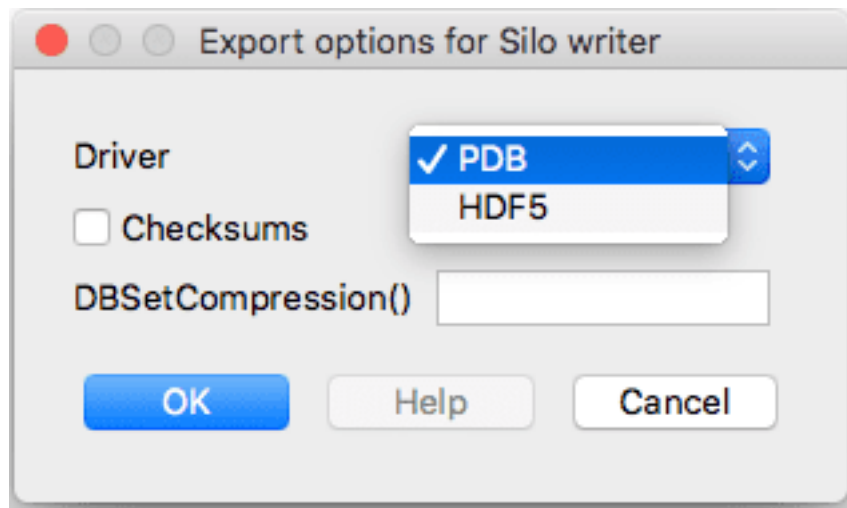 Export options for Silo writer
Driver
✓ PDB
HDF5
Checksums
DBSetCompression()
OK
Help
Cancel